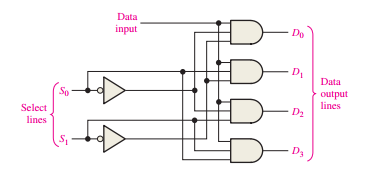 Data
input
D₀
D₁
Data
output
lines
S₀
Select
lines
D₂
S₁
D₃